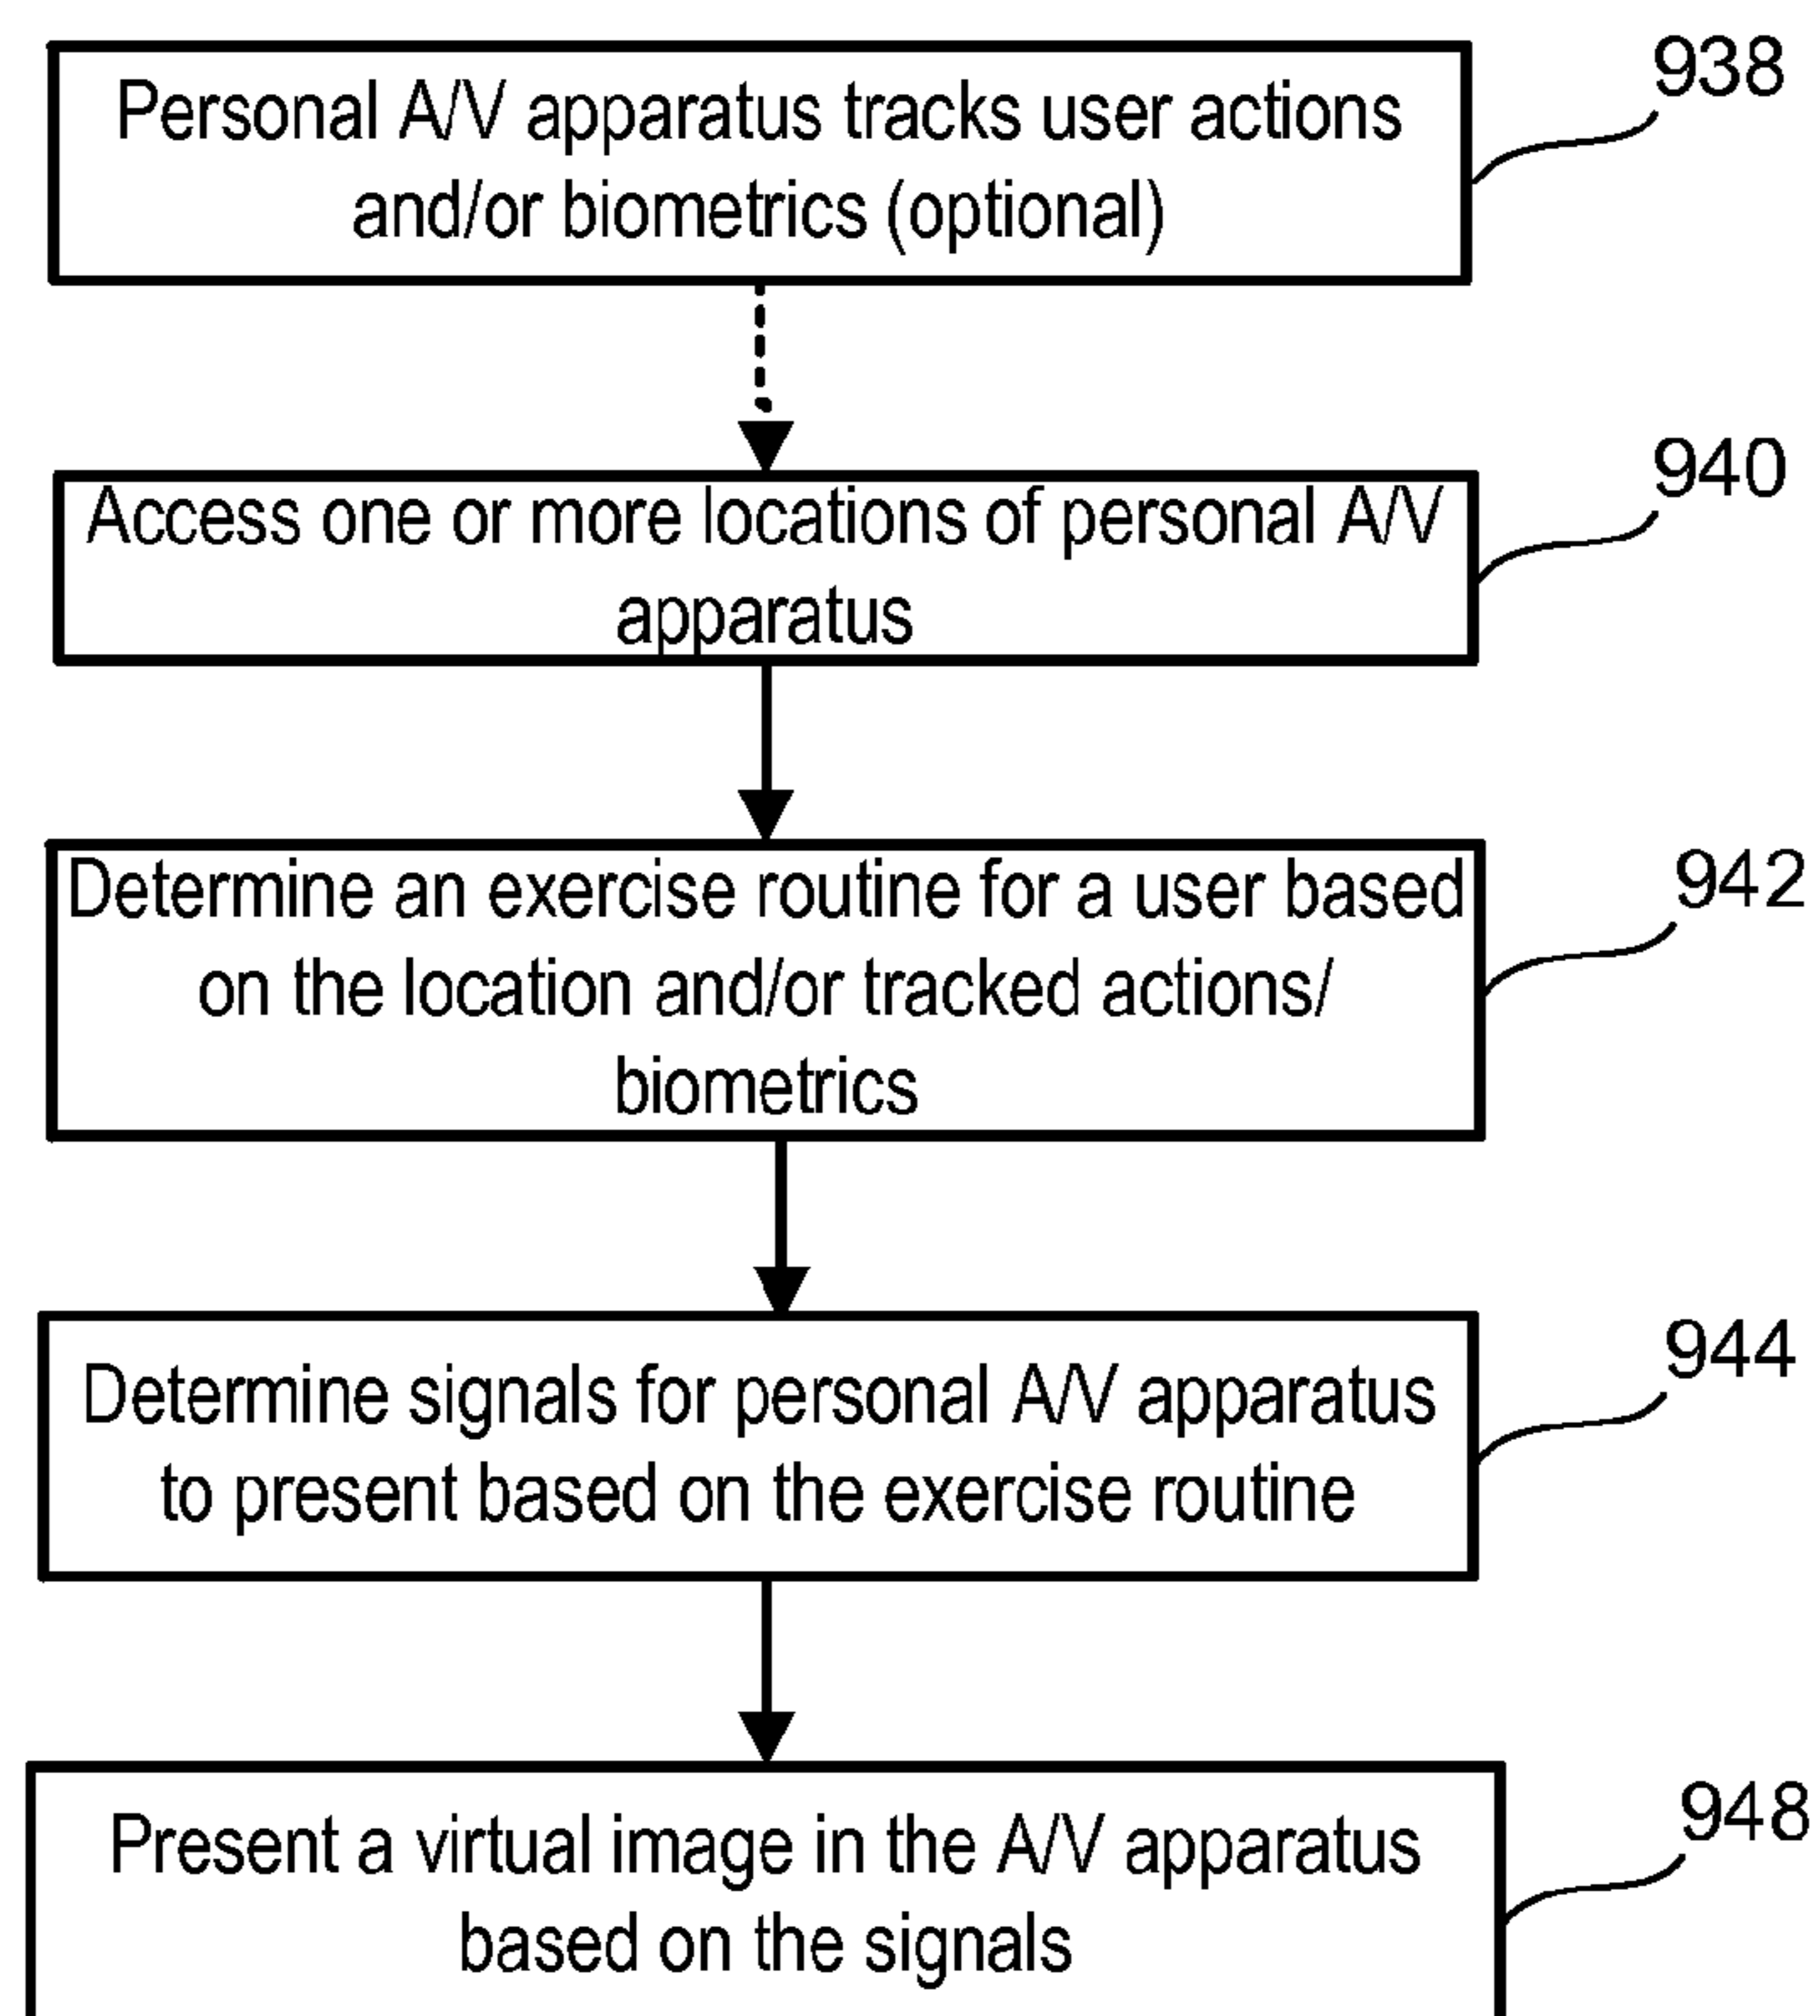 938
Personal A/V apparatus tracks user actions
and/or biometrics (optional)
940
Access one or more locations of personal A/V
apparatus
942
Determine an exercise routine for a user based
on the location and/or tracked actions/
biometrics
944
Determine signals for personal A/V apparatus
to present based on the exercise routine
948
Present a virtual image in the A/V apparatus
based on the signals